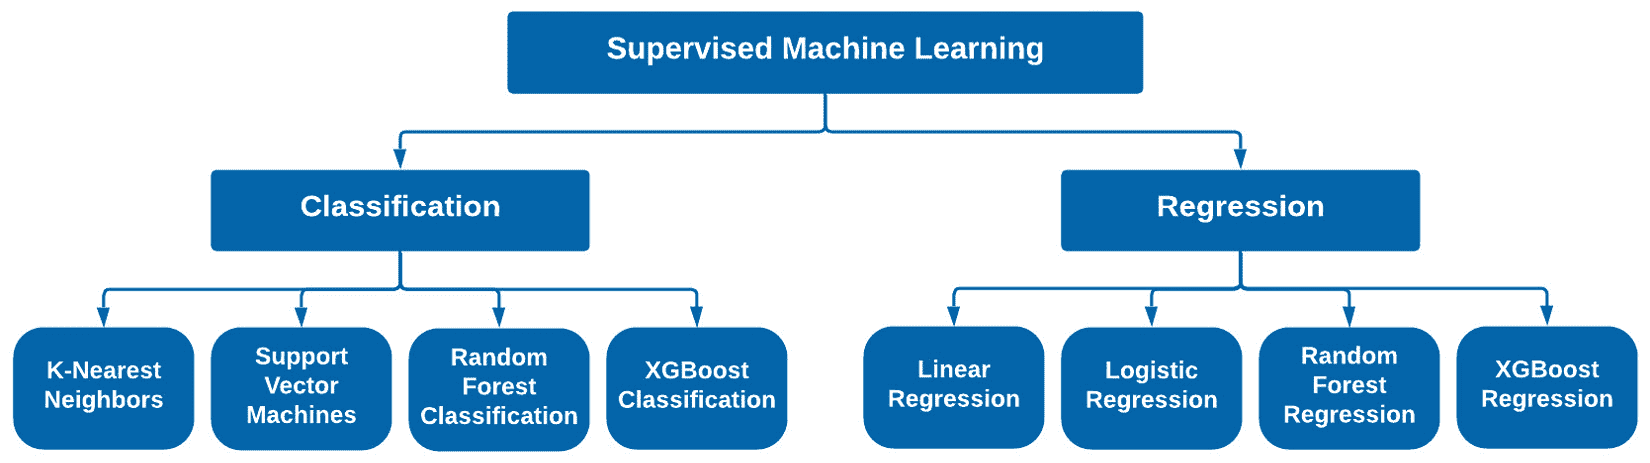 Supervised Machine Learning
Classification
Regression
K-Nearest
Neighbors
Support
Vector
Machines
Random
Forest
Classification
XGBoost
Classification
Linear
Regression
Logistic
Regression
Random
Forest
Regression
XGBoost
Regression